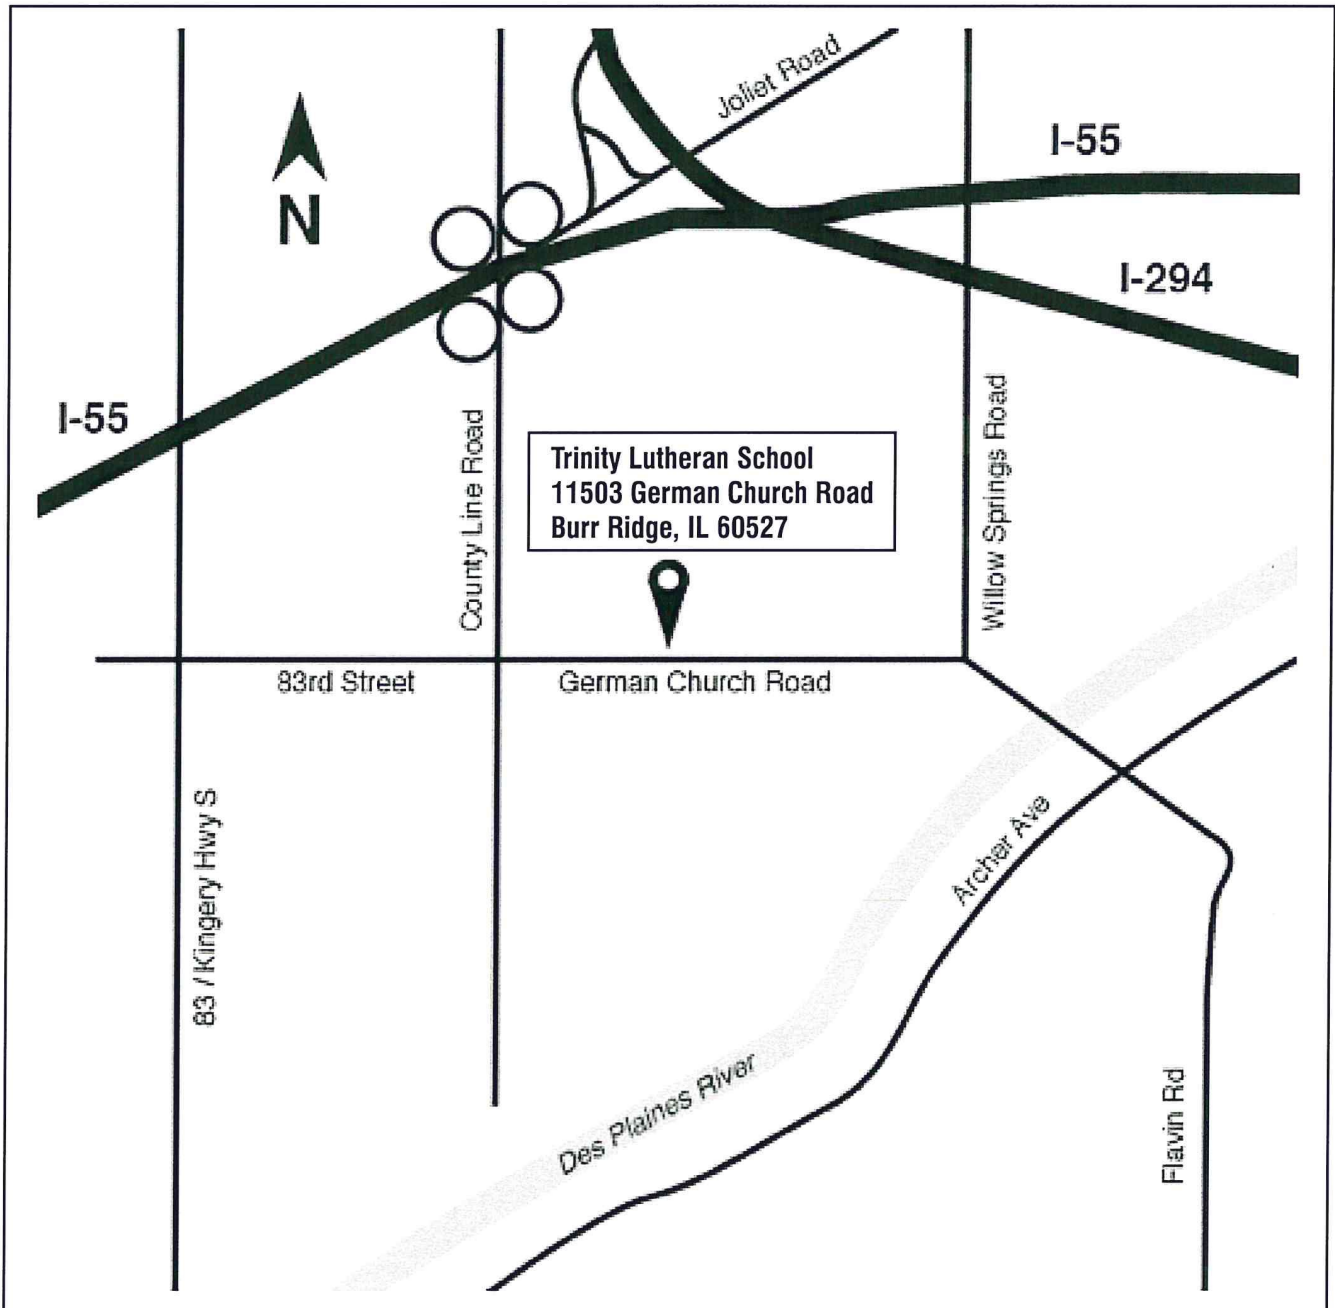 Joliet Road
I-55
N
I-294
I-55
County Line Road
Trinity Lutheran School
11503 German Church Road
Burr Ridge, IL 60527
Willow Springs Road
83rd Street
German Church Road
83 / Kingery Hwy S
Archer Ave
Des Plaines River
Flavin Rd